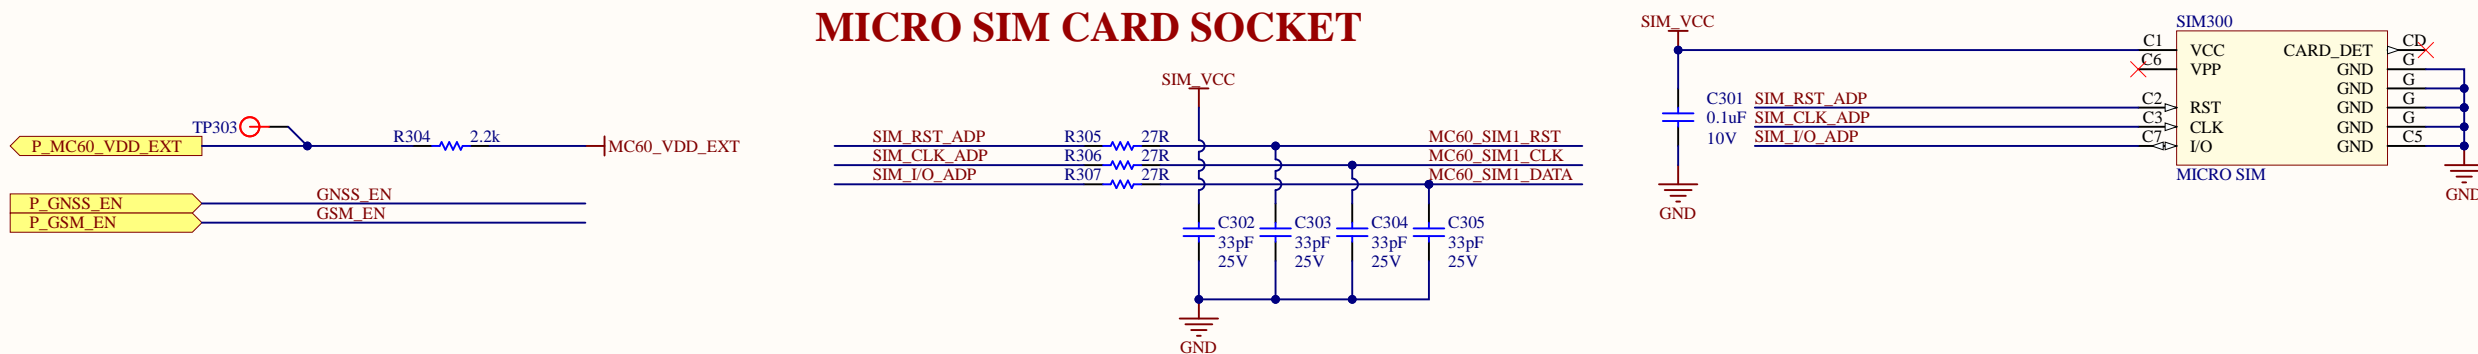 MICRO SIM CARD SOCKET
TP303
P_MC60_VDD_EXT
R304
2.2k
MC60_VDD_EXT
P_GNSS_EN
GNSS_EN
P_GSM_EN
GSM_EN
SIM_VCC
SIM_RST_ADP
R305
27R
MC60_SIM1_RST
SIM_CLK_ADP
R306
27R
MC60_SIM1_CLK
SIM_I/O_ADP
R307
27R
MC60_SIM1_DATA
C302
33pF
25V
C303
33pF
25V
C304
33pF
25V
C305
33pF
25V
GND
SIM_VCC
C301
0.1uF
10V
GND
SIM_RST_ADP
SIM_CLK_ADP
SIM_I/O_ADP
SIM300
C1
VCC
CARD_DET
CD
C6
VPP
GND
G
GND
G
C2
RST
GND
G
C3
CLK
GND
G
C7
I/O
GND
C5
MICRO SIM
GND